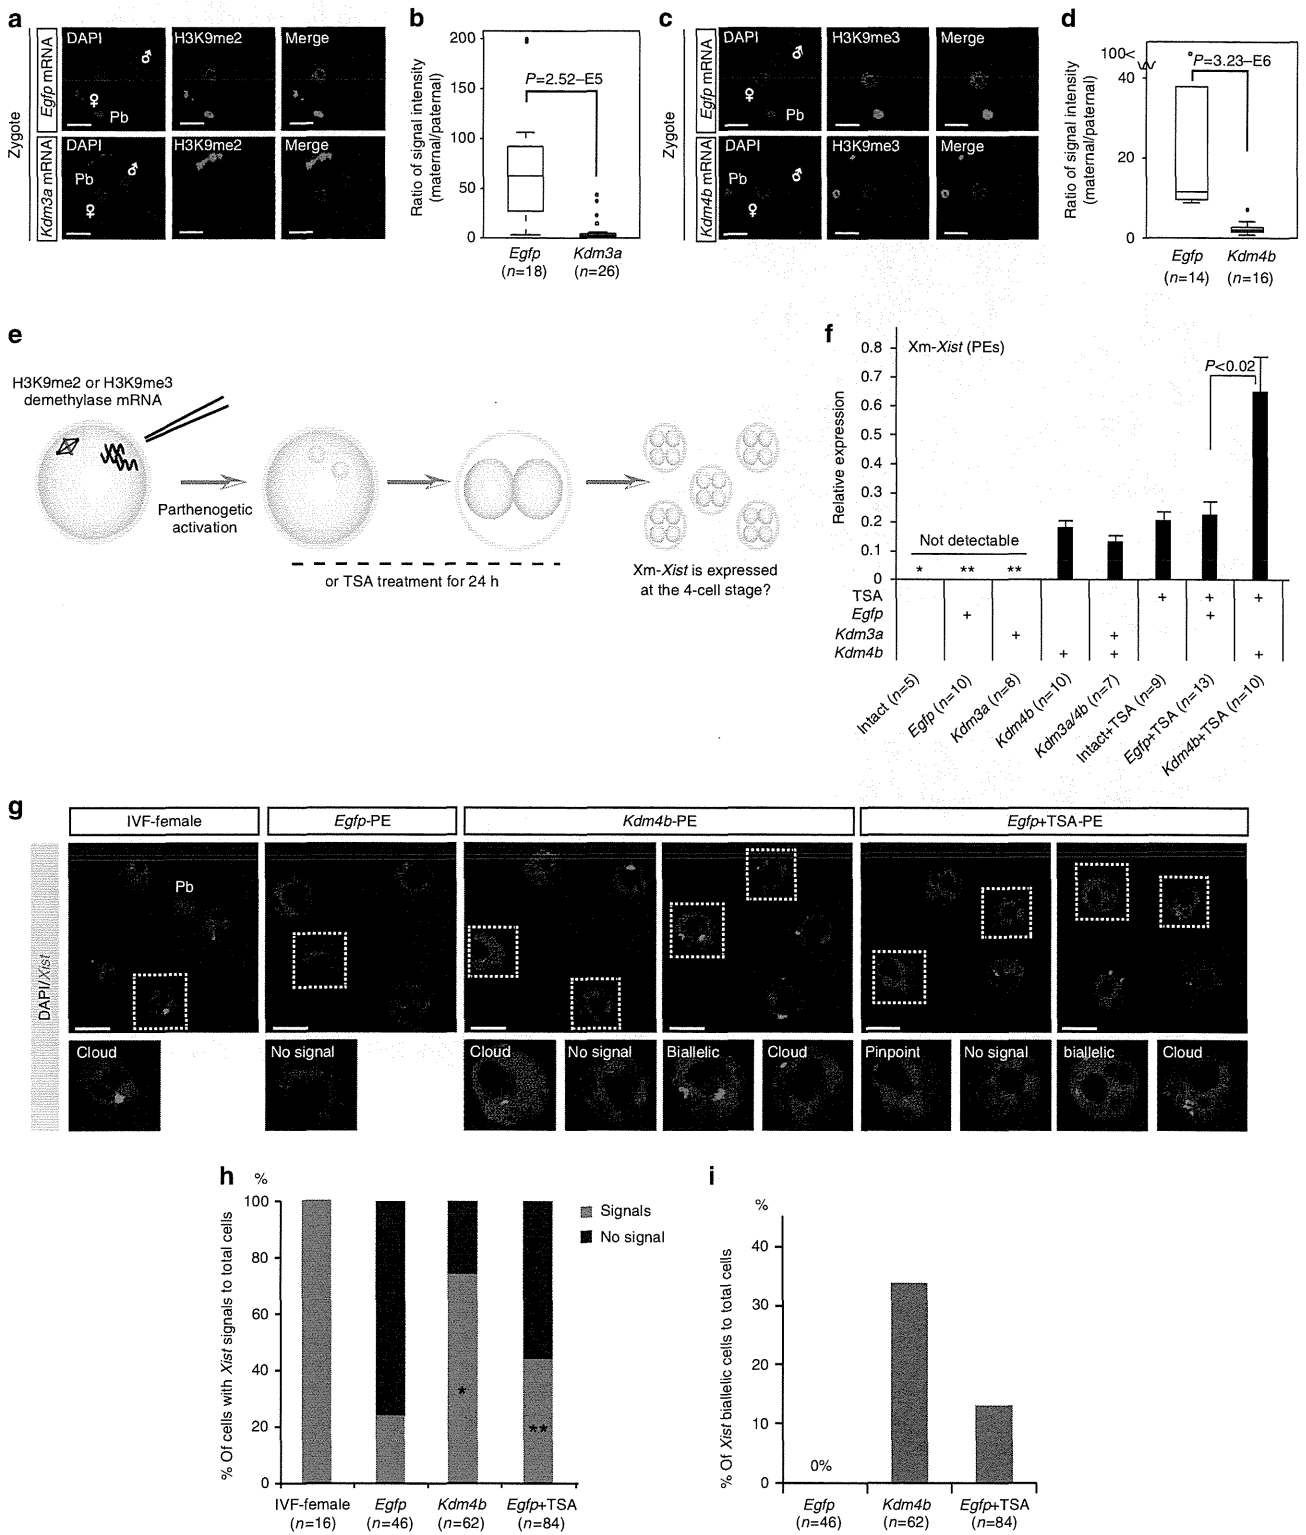 a
Zygote
Egfp mRNA
Kdm3a mRNA
DAPI
♂
♀
Pb
H3K9me2
Merge
DAPI
Pb
♂
♀
H3K9me2
Merge
b
Ratio of signal intensity
(maternal/paternal)
200
150
100
50
0
P=2.52–E5
Egfp
(n=18)
Kdm3a
(n=26)
c
Zygote
Egfp mRNA
Kdm4b mRNA
DAPI
♂
♀
Pb
H3K9me3
Merge
DAPI
Pb
♂
♀
H3K9me3
Merge
d
Ratio of signal intensity
(maternal/paternal)
100<
40
20
0
P=3.23–E6
Egfp
(n=14)
Kdm4b
(n=16)
e
H3K9me2 or H3K9me3
demethylase mRNA
Parthenogetic
activation
or TSA treatment for 24 h
Xm-Xist is expressed
at the 4-cell stage?
f
Xm-Xist (PEs)
Relative expression
0.8
0.7
0.6
0.5
0.4
0.3
0.2
0.1
0
P<0.02
Not detectable
* ** **
TSA + + +
Egfp + +
Kdm3a + +
Kdm4b + + +
Intact (n=5)
Egfp (n=10)
Kdm3a (n=8)
Kdm4b (n=10)
Kdm3a/4b (n=7)
Intact+TSA (n=9)
Egfp+TSA (n=13)
Kdm4b+TSA (n=10)
g
IVF-female
Egfp-PE
Kdm4b-PE
Egfp+TSA-PE
DAPI/Xist
Pb
Cloud
No signal
Cloud
No signal
Biallelic
Cloud
Pinpoint
No signal
biallelic
Cloud
h
%
% Of cells with Xist signals to total cells
100
80
60
40
20
0
*
**
Signals
No signal
IVF-female
(n=16)
Egfp
(n=46)
Kdm4b
(n=62)
Egfp+TSA
(n=84)
i
%
% Of Xist biallelic cells to total cells
40
30
20
10
0
0%
Egfp
(n=46)
Kdm4b
(n=62)
Egfp+TSA
(n=84)